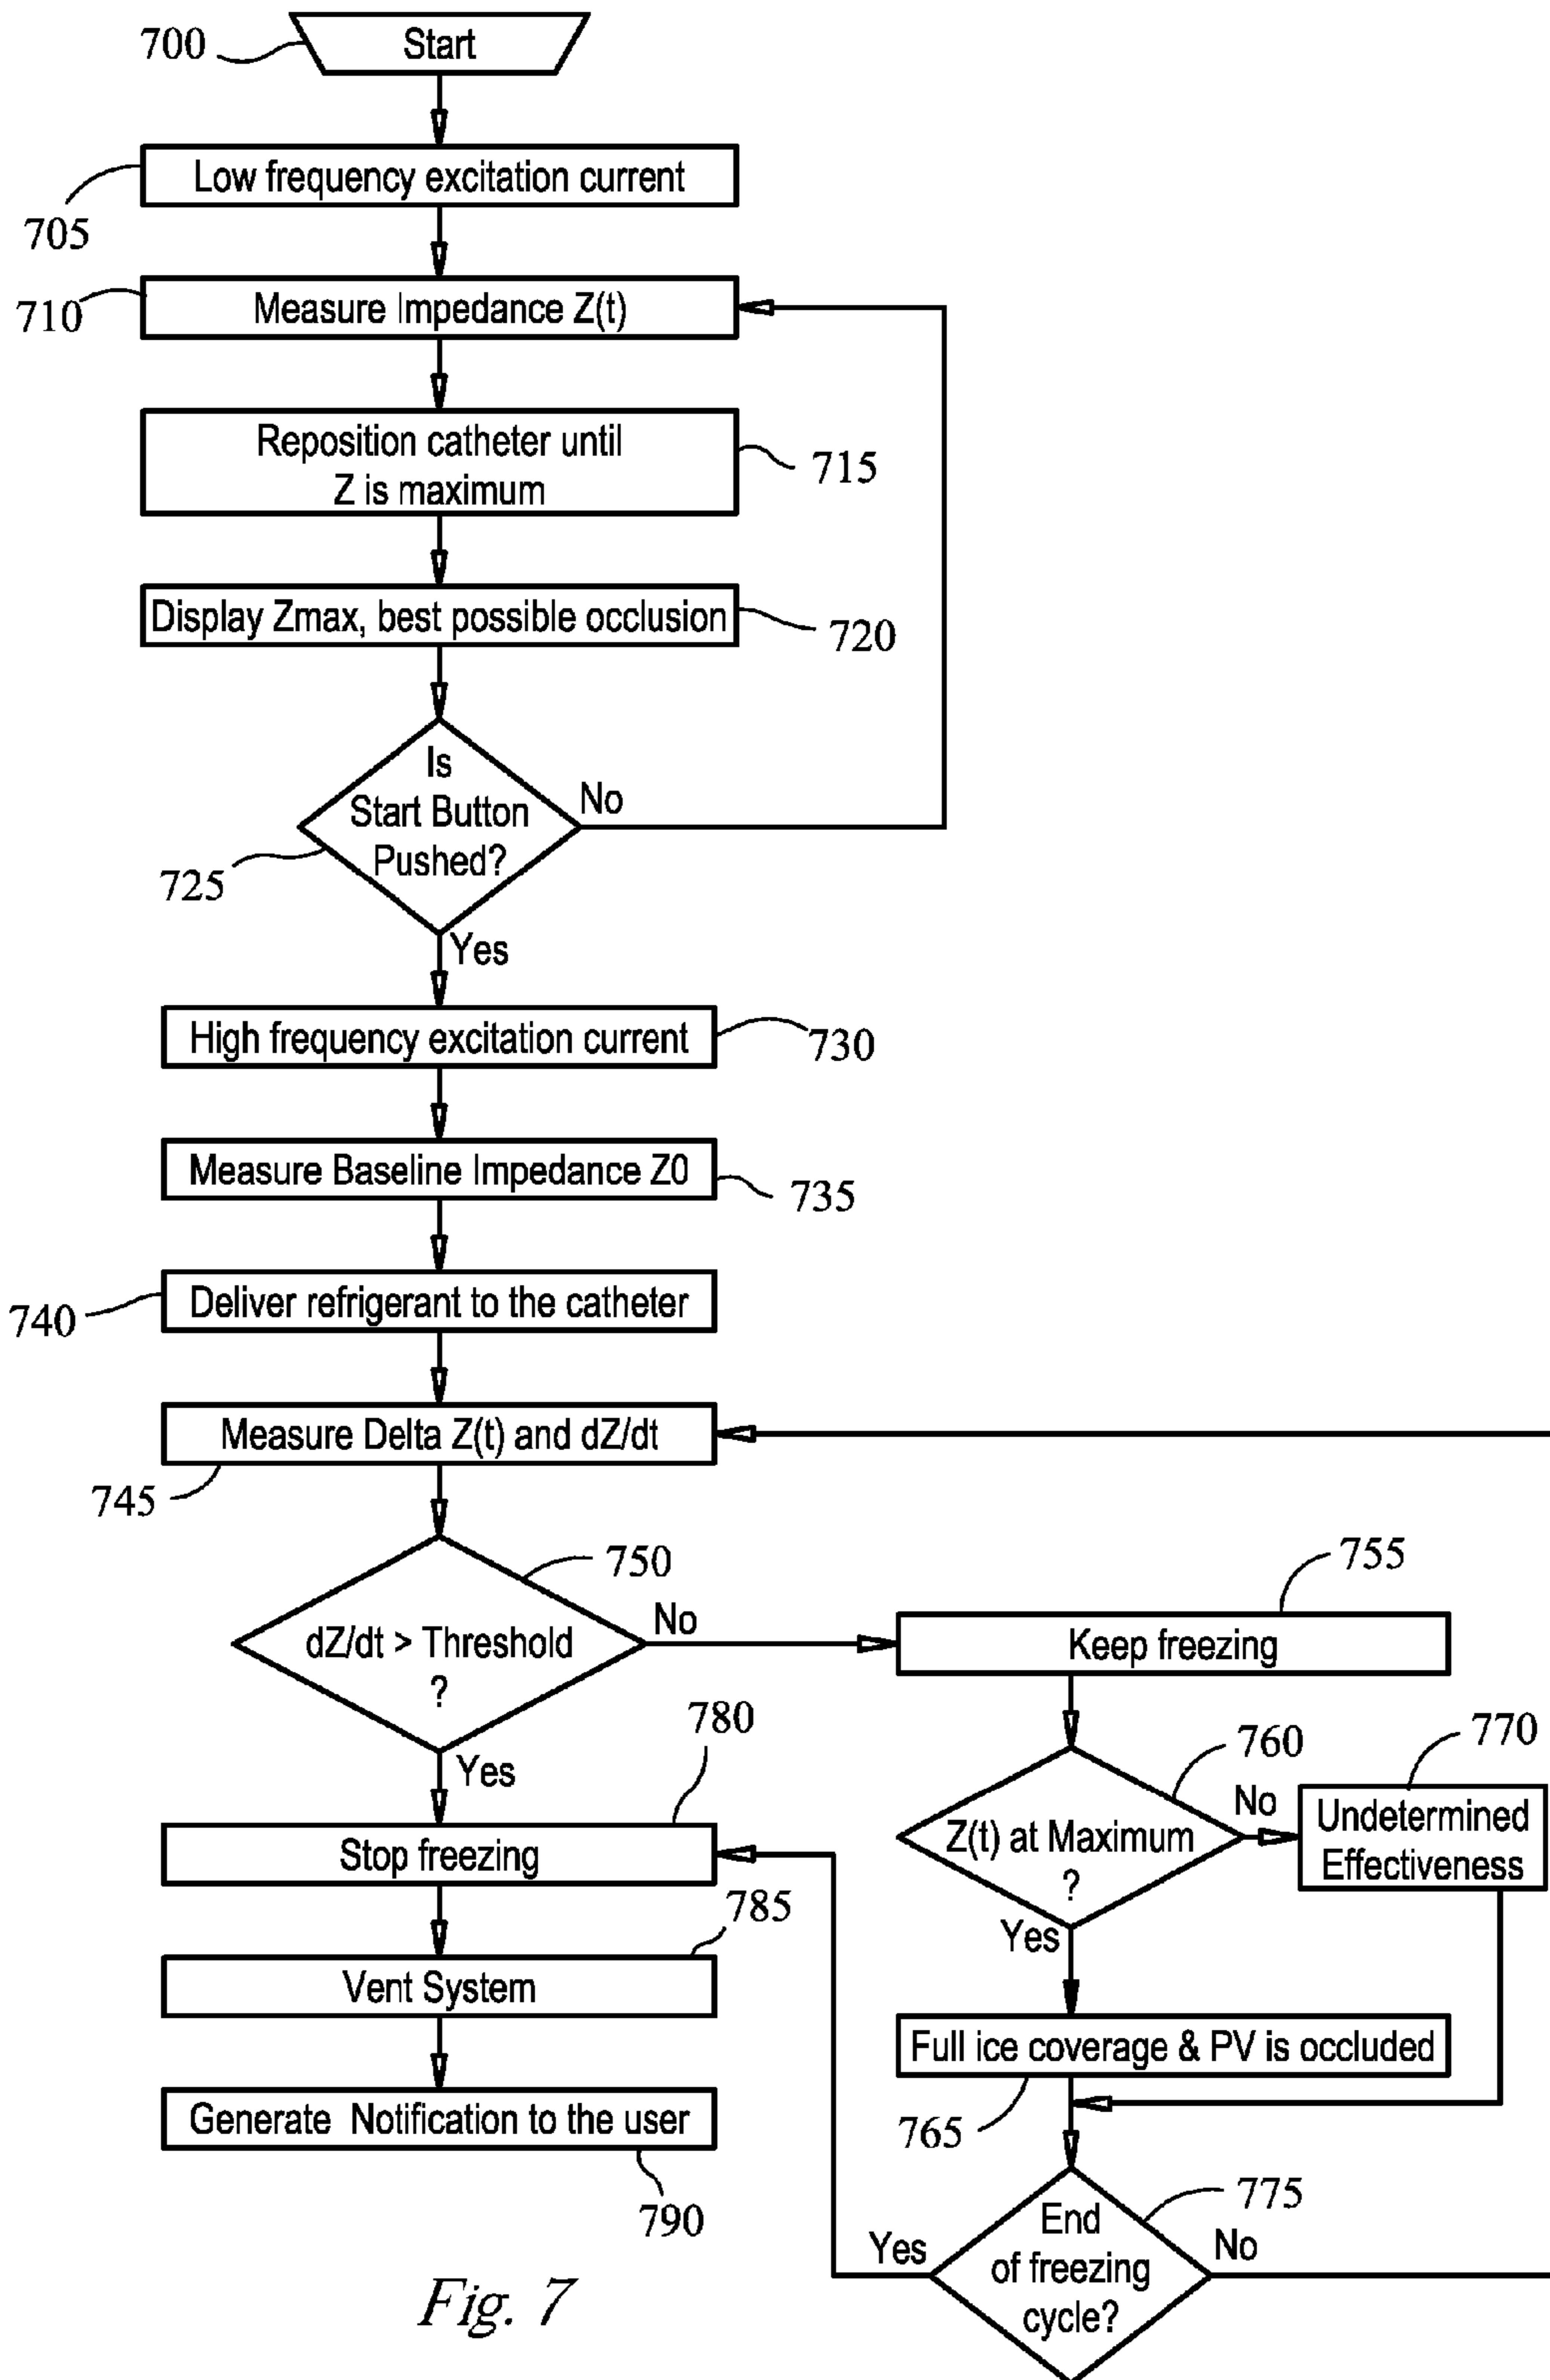 700
Start
Low frequency excitation current
705
710
Measure Impedance Z(t)
Reposition catheter until
Z is maximum
715
Display Zmax, best possible occlusion
720
Is
Start Button
Pushed?
No
725
Yes
High frequency excitation current
730
Measure Baseline Impedance Z0
735
Deliver refrigerant to the catheter
740
Measure Delta Z(t) and dZ/dt
745
750
dZ/dt > Threshold
?
No
755
Keep freezing
Yes
780
Stop freezing
760
Z(t) at Maximum
?
No
770
Undetermined
Effectiveness
785
Vent System
Yes
Full ice coverage & PV is occluded
765
Generate Notification to the user
790
775
End
of freezing
cycle?
Yes
No
Fig. 7